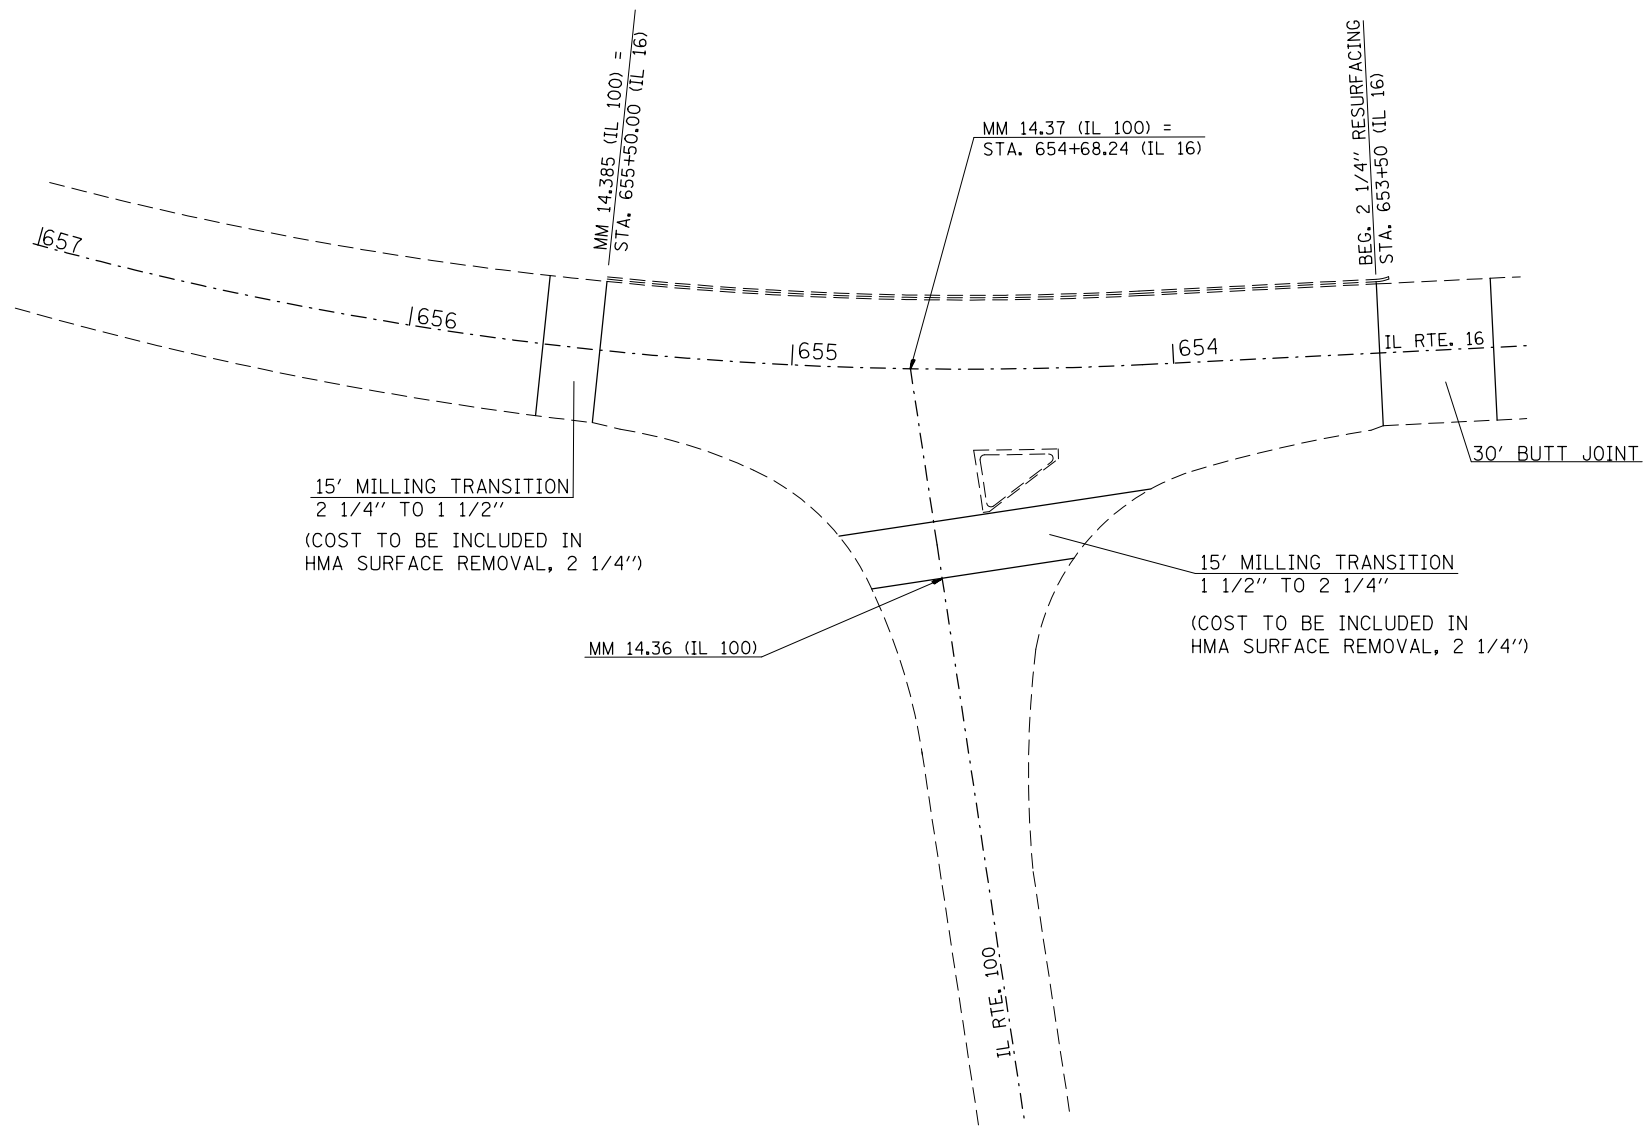 MM 14.385 (IL 100) =
STA. 655+50.00 (IL 16)
MM 14.37 (IL 100) =
STA. 654+68.24 (IL 16)
BEG. 2 1/4" RESURFACING
STA. 653+50 (IL 16)
657
656
655
654
IL RTE. 16
30' BUTT JOINT
15' MILLING TRANSITION
2 1/4" TO 1 1/2"
(COST TO BE INCLUDED IN
HMA SURFACE REMOVAL, 2 1/4")
15' MILLING TRANSITION
1 1/2" TO 2 1/4"
(COST TO BE INCLUDED IN
HMA SURFACE REMOVAL, 2 1/4")
MM 14.36 (IL 100)
IL RTE. 100